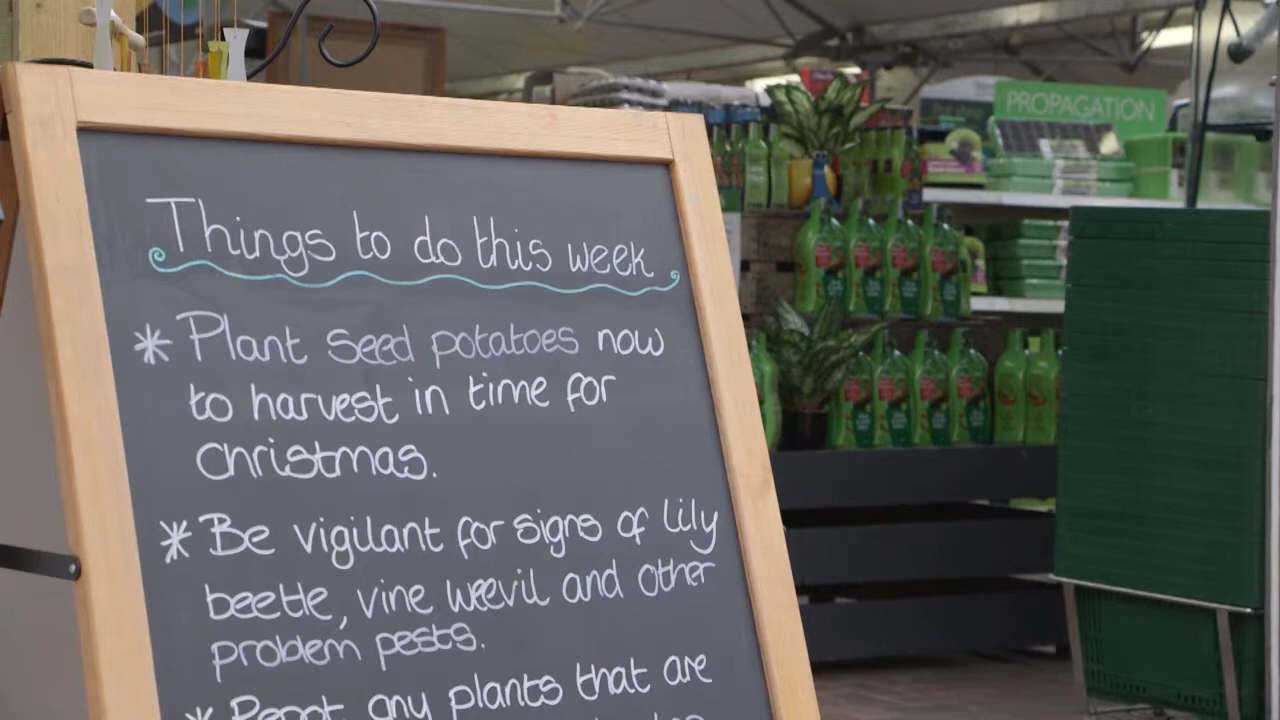 Things to do this week
* Plant Seed potatoes now
to harvest in time for
Christmas.
* Be vigilant for signs of lily
beetle, vine weevil and other
problem pests.
* Repot any plants that are
PROPAGATION